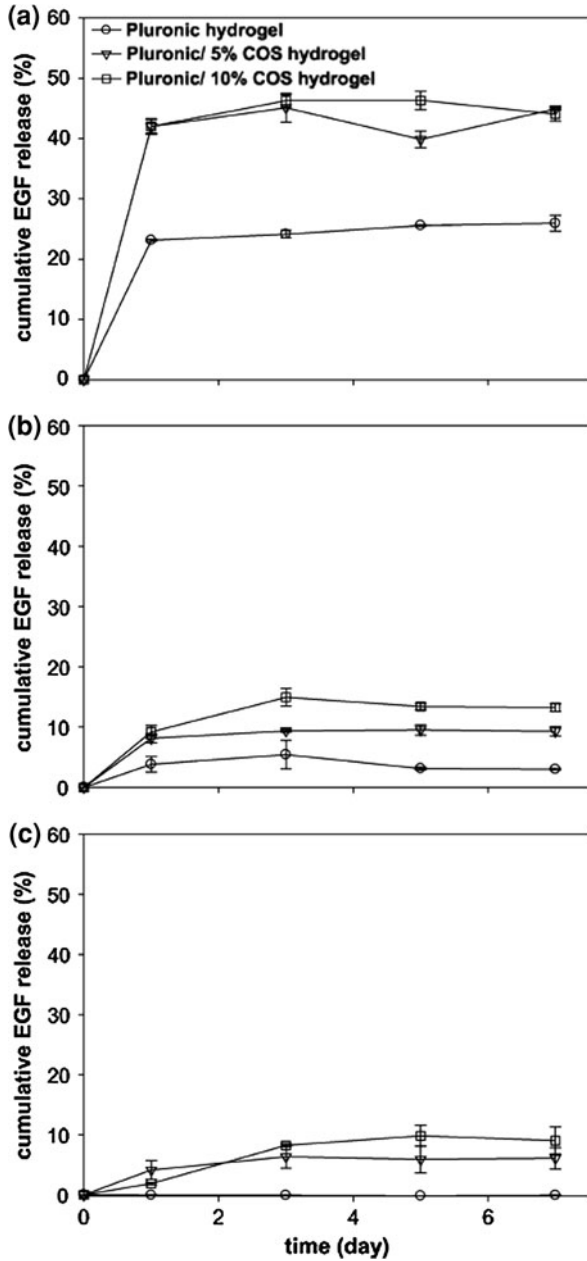 (a)
60
50
40
30
20
10
0
cumulative EGF release (%)
Pluronic hydrogel
Pluronic/ 5% COS hydrogel
Pluronic/ 10% COS hydrogel
(b)
60
50
40
30
20
10
0
cumulative EGF release (%)
(c)
60
50
40
30
20
10
0
cumulative EGF release (%)
0 2 4 6
time (day)